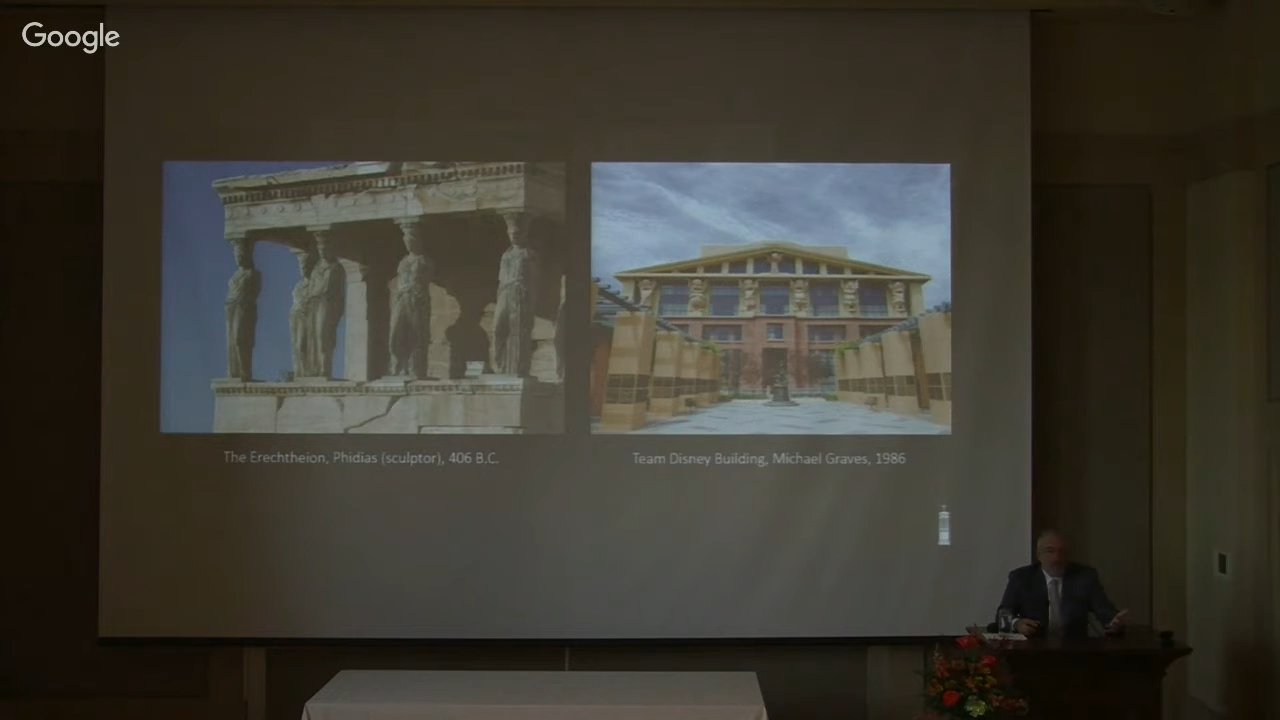 Google
The Erechtheion, Phidias (sculptor), 406 B.C.
Team Disney Building, Michael Graves, 1986